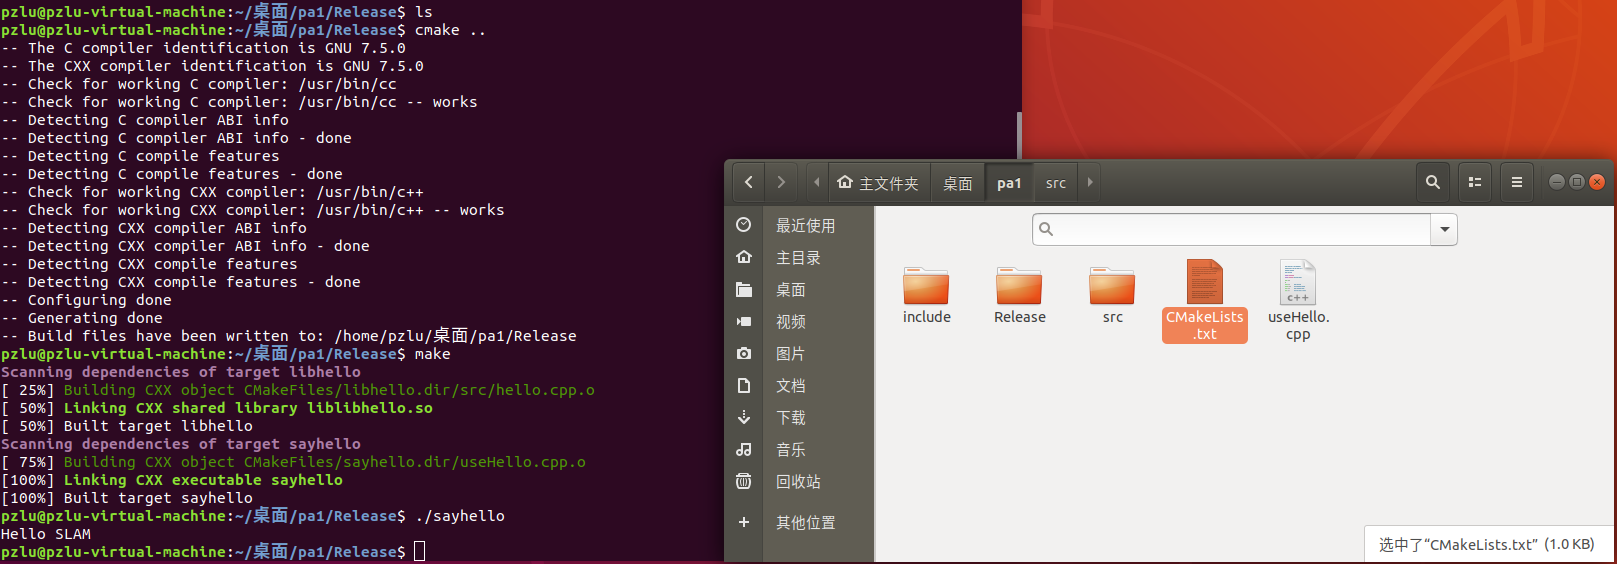 pzlu@pzlu-virtual-machine:~/桌面/pa1/Release$ ls
pzlu@pzlu-virtual-machine:~/桌面/pa1/Release$ cmake ..
-- The C compiler identification is GNU 7.5.0
-- The CXX compiler identification is GNU 7.5.0
-- Check for working C compiler: /usr/bin/cc
-- Check for working C compiler: /usr/bin/cc -- works
-- Detecting C compiler ABI info
-- Detecting C compiler ABI info - done
-- Detecting C compile features
-- Detecting C compile features - done
-- Check for working CXX compiler: /usr/bin/c++
-- Check for working CXX compiler: /usr/bin/c++ -- works
-- Detecting CXX compiler ABI info
-- Detecting CXX compiler ABI info - done
-- Detecting CXX compile features
-- Detecting CXX compile features - done
-- Configuring done
-- Generating done
-- Build files have been written to: /home/pzlu/桌面/pa1/Release
pzlu@pzlu-virtual-machine:~/桌面/pa1/Release$ make
Scanning dependencies of target libhello
[ 25%] Building CXX object CMakeFiles/libhello.dir/src/hello.cpp.o
[ 50%] Linking CXX shared library liblibhello.so
[ 50%] Built target libhello
Scanning dependencies of target sayhello
[ 75%] Building CXX object CMakeFiles/sayhello.dir/useHello.cpp.o
[100%] Linking CXX executable sayhello
[100%] Built target sayhello
pzlu@pzlu-virtual-machine:~/桌面/pa1/Release$ ./sayhello
Hello SLAM
pzlu@pzlu-virtual-machine:~/桌面/pa1/Release$
主文件夹 桌面 pa1 src
最近使用
主目录
桌面
视频
图片
文档
下载
音乐
回收站
其他位置
include
Release
src
CMakeLists
.txt
useHello.
cpp
c++
选中了“CMakeLists.txt” (1.0 KB)